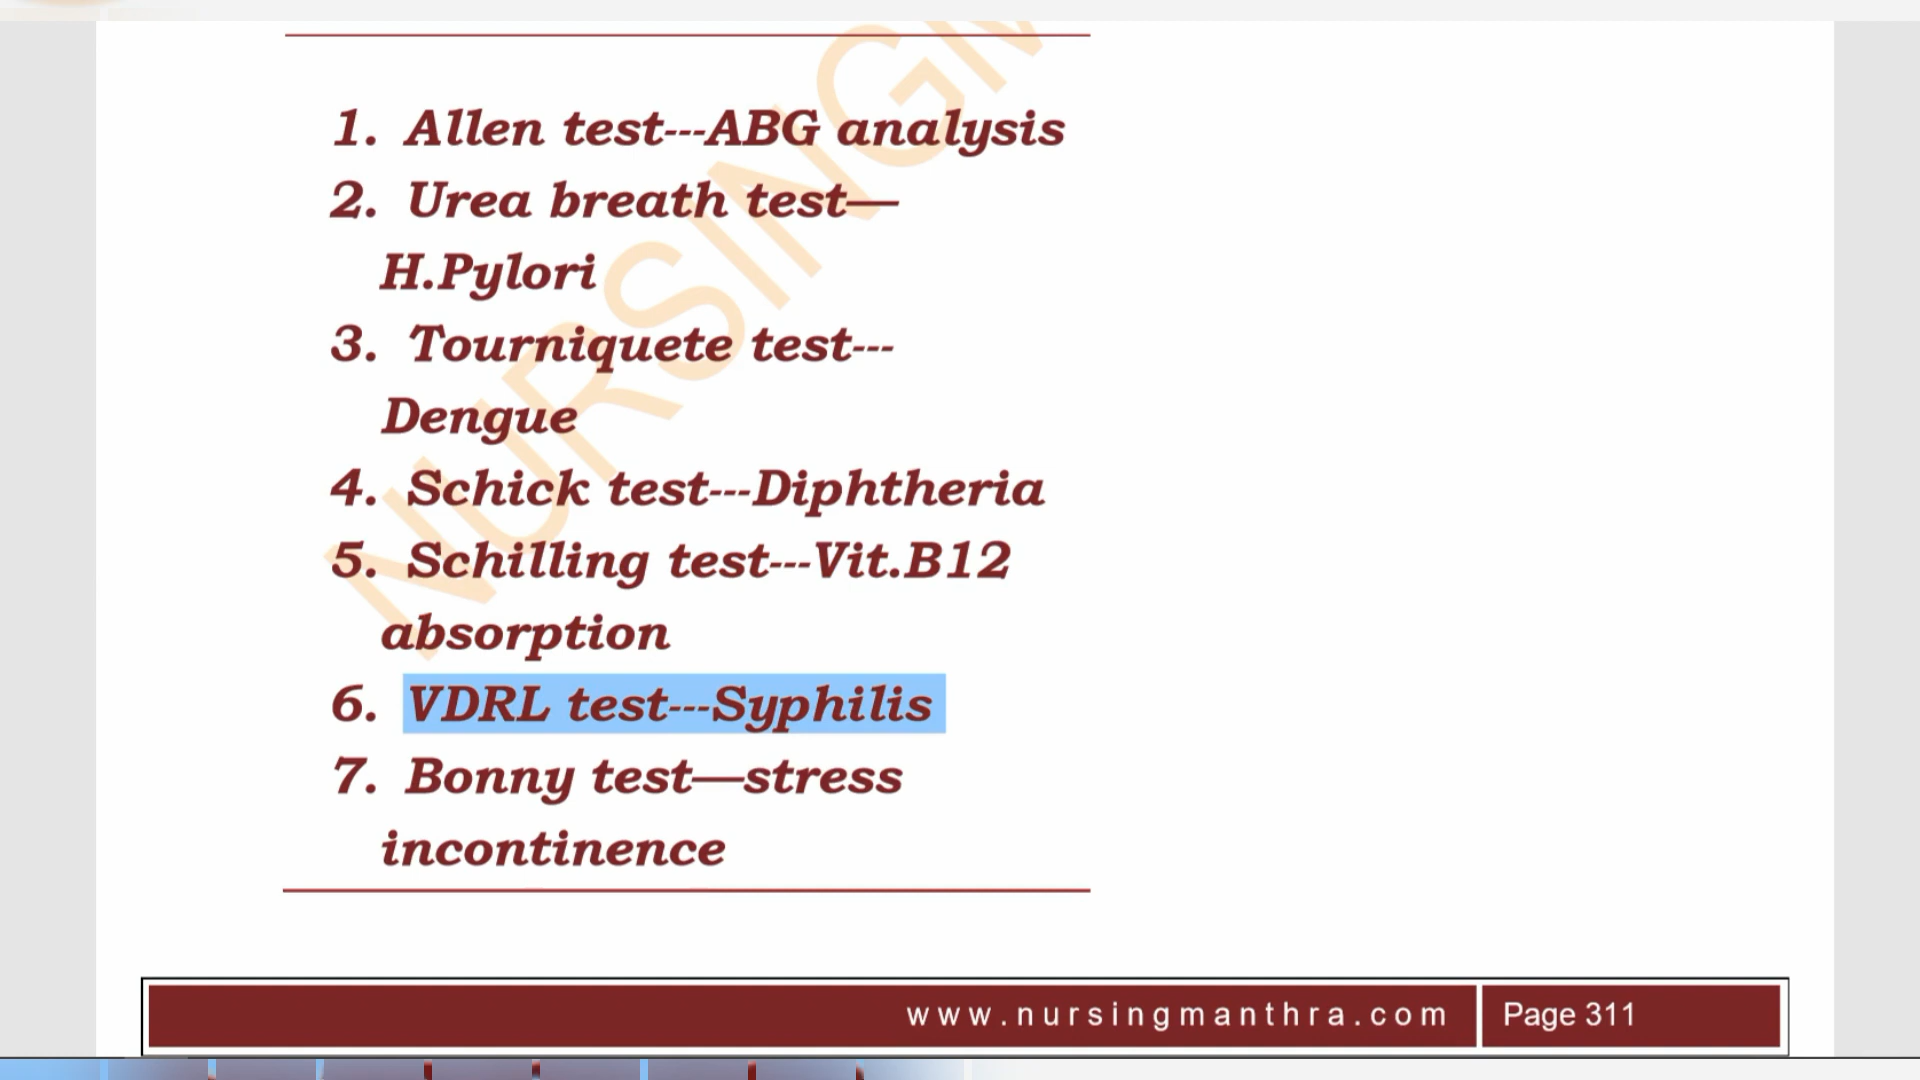 1. Allen test---ABG analysis
2. Urea breath test—
H.Pylori
3. Tourniquete test---
Dengue
4. Schick test---Diphtheria
5. Schilling test---Vit.B12
absorption
6. VDRL test---Syphilis
7. Bonny test—stress
incontinence
NURSINGM
www.nursingmanthra.com
Page 311